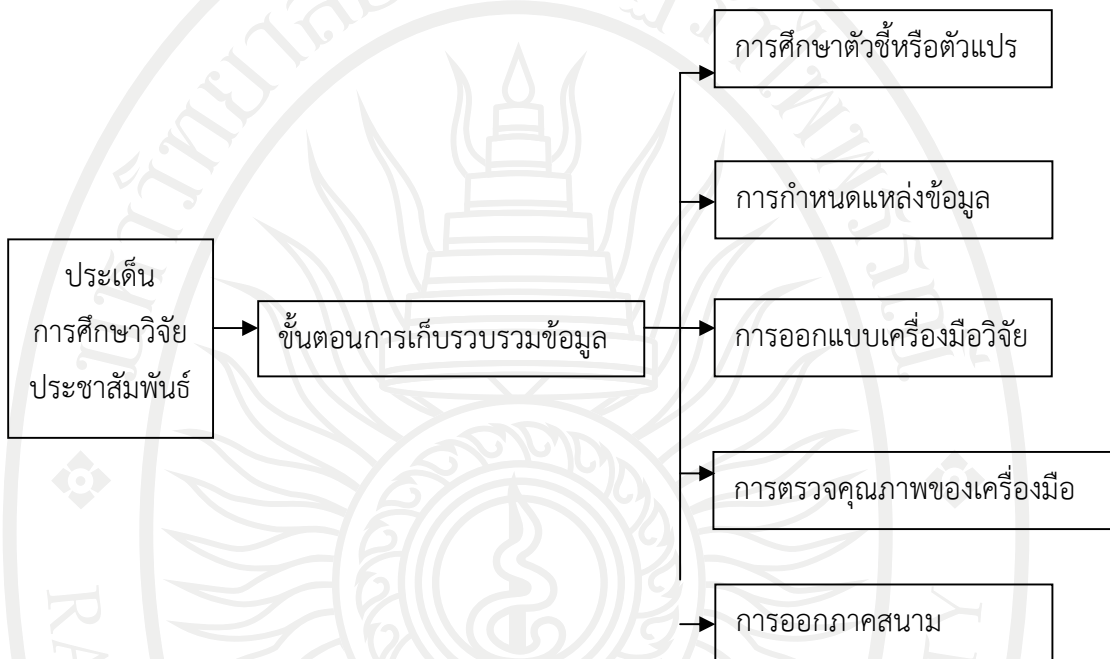 การศึกษาตัวชี้หรือตัวแปร
การกำหนดแหล่งข้อมูล
ประเด็น
การศึกษาวิจัย
ประชาสัมพันธ์
ขั้นตอนการเก็บรวบรวมข้อมูล
การออกแบบเครื่องมือวิจัย
การตรวจคุณภาพของเครื่องมือ
การออกภาคสนาม